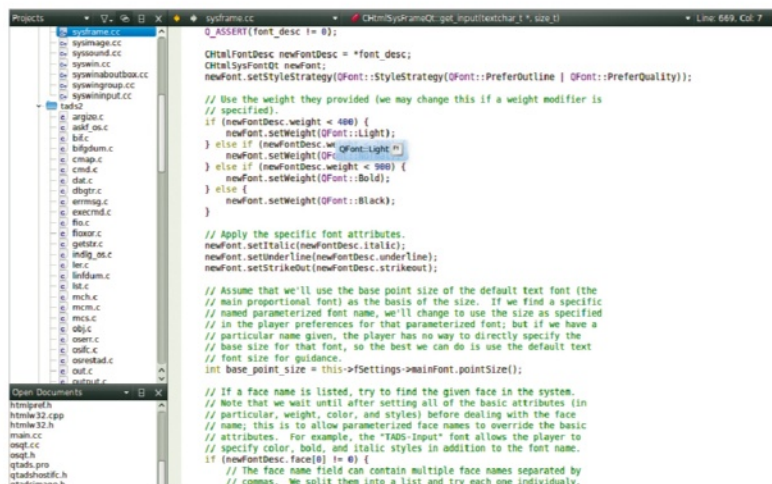 Projects
sysframe.cc
sysimage.cc
syssound.cc
syswin.cc
syswinaboutbox.cc
syswingroup.cc
syswininput.cc
tads2
argize.c
askf_os.c
bif.c
bifgdum.c
cmap.c
cmd.c
dat.c
dbgtr.c
errmsg.c
execmd.c
fio.c
fioxor.c
getstr.c
indig_os.c
ler.c
linfdum.c
lst.c
mch.c
mcm.c
mcs.c
obj.c
oserr.c
osifc.c
osrestad.c
out.c
output.c
Open Documents
htmlpref.h
htmlw32.cpp
htmlw32.h
main.cc
osqt.cc
osqt.h
qtads.pro
qtadshostifc.h
qtadsimage.h
sysframe.cc
CHtmlSysFrameQt::get_input(textchar_t *, size_t)
Line: 669, Col: 7
Q_ASSERT(font_desc != 0);
CHtmlFontDesc newFontDesc = *font_desc;
CHtmlSysFontQt newFont;
newFont.setStyleStrategy(QFont::StyleStrategy(QFont::PreferOutline | QFont::PreferQuality));
// Use the weight they provided (we may change this if a weight modifier is
// specified).
if (newFontDesc.weight < 400) {
newFont.setWeight(QFont::Light);
} else if (newFontDesc.we
QFont::Light F1
newFont.setWeight(QFo
} else if (newFontDesc.weight < 900) {
newFont.setWeight(QFont::Bold);
} else {
newFont.setWeight(QFont::Black);
}
// Apply the specific font attributes.
newFont.setItalic(newFontDesc.italic);
newFont.setUnderline(newFontDesc.underline);
newFont.setStrikeOut(newFontDesc.strikeout);
// Assume that we'll use the base point size of the default text font (the
// main proportional font) as the basis of the size.  If we find a specific
// named parameterized font name, we'll change to use the size as specified
// in the player preferences for that parameterized font; but if we have a
// particular name given, the player has no way to directly specify the
// base size for that font, so the best we can do is use the default text
// font size for guidance.
int base_point_size = this->fSettings->mainFont.pointSize();
// If a face name is listed, try to find the given face in the system.
// Note that we wait until after setting all of the basic attributes (in
// particular, weight, color, and styles) before dealing with the face
// name; this is to allow parameterized face names to override the basic
// attributes.  For example, the "TADS-Input" font allows the player to
// specify color, bold, and italic styles in addition to the font name.
if (newFontDesc.face[0] != 0) {
// The face name field can contain multiple face names separated by
// commas.  We split them into a list and try each one individualy.